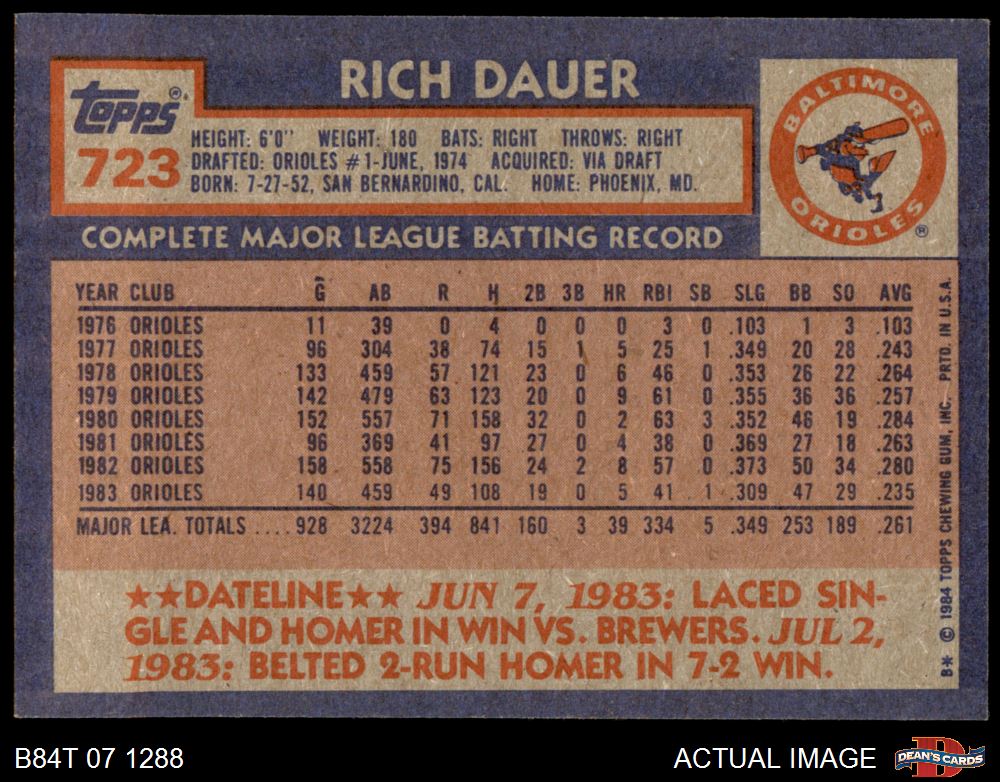 Topps®
723
RICH DAUER
HEIGHT: 6'0" WEIGHT: 180 BATS: RIGHT THROWS: RIGHT
DRAFTED: ORIOLES #1-JUNE, 1974 ACQUIRED: VIA DRAFT
BORN: 7-27-52, SAN BERNARDINO, CAL. HOME: PHOENIX, MD.
BALTIMORE
ORIOLES ®
COMPLETE MAJOR LEAGUE BATTING RECORD
YEAR CLUB G AB R H 2B 3B HR RBI SB SLG BB SO AVG
1976 ORIOLES 11 39 0 4 0 0 0 3 0 .103 1 3 .103
1977 ORIOLES 96 304 38 74 15 1 5 25 1 .349 20 28 .243
1978 ORIOLES 133 459 57 121 23 0 6 46 0 .353 26 22 .264
1979 ORIOLES 142 479 63 123 20 0 9 61 0 .355 36 36 .257
1980 ORIOLES 152 557 71 158 32 0 2 63 3 .352 46 19 .284
1981 ORIOLES 96 369 41 97 27 0 4 38 0 .369 27 18 .263
1982 ORIOLES 158 558 75 156 24 2 8 57 0 .373 50 34 .280
1983 ORIOLES 140 459 49 108 19 0 5 41 1 .309 47 29 .235
MAJOR LEA. TOTALS ....928 3224 394 841 160 3 39 334 5 .349 253 189 .261
★★DATELINE★★ JUN 7, 1983: LACED SIN-
GLE AND HOMER IN WIN VS. BREWERS. JUL 2,
1983: BELTED 2-RUN HOMER IN 7-2 WIN.
B* © 1984 TOPPS CHEWING GUM, INC. PRTD. IN U.S.A.
B84T 07 1288
ACTUAL IMAGE
D
DEAN'S CARDS